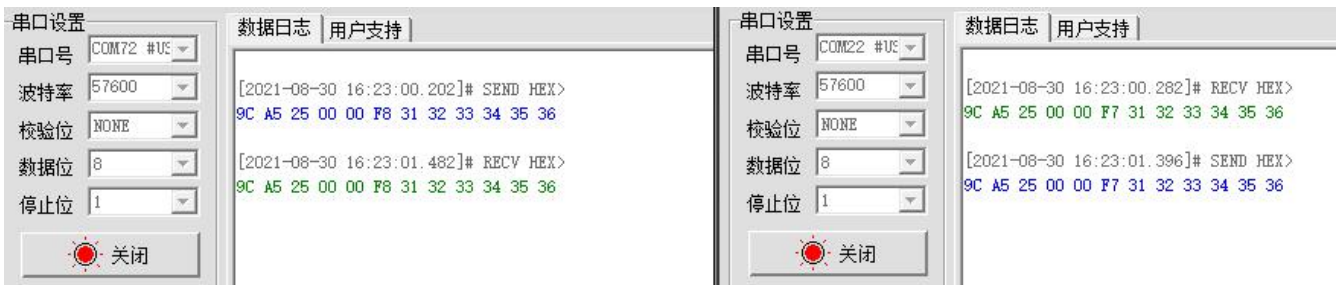 串口设置
串口号 COM72 #US
波特率 57600
校验位 NONE
数据位 8
停止位 1
关闭
数据日志 用户支持
[2021-08-30 16:23:00.202]# SEND HEX>
9C A5 25 00 00 F8 31 32 33 34 35 36
[2021-08-30 16:23:01.482]# RECV HEX>
9C A5 25 00 00 F8 31 32 33 34 35 36
串口设置
串口号 COM22 #US
波特率 57600
校验位 NONE
数据位 8
停止位 1
关闭
数据日志 用户支持
[2021-08-30 16:23:00.282]# RECV HEX>
9C A5 25 00 00 F7 31 32 33 34 35 36
[2021-08-30 16:23:01.396]# SEND HEX>
9C A5 25 00 00 F7 31 32 33 34 35 36